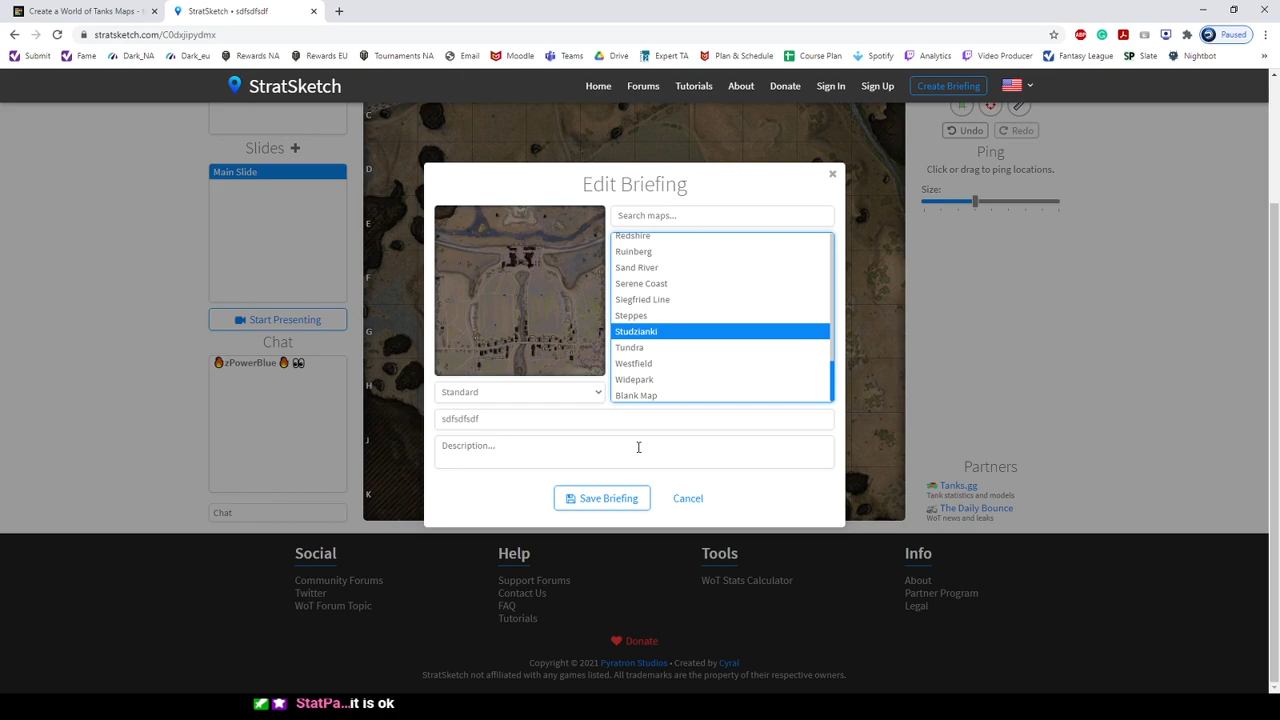 Create a World of Tanks Maps - ×
StratSketch • sdfsdfsdf ×
stratsketch.com/C0dxjipydmx
Paused
Submit
Fame
Dark_NA
Dark_eu
Rewards NA
Rewards EU
Tournaments NA
Email
Moodle
Teams
Drive
Expert TA
Plan & Schedule
Course Plan
Spotify
Analytics
Video Producer
Fantasy League
SP Slate
Nightbot
StratSketch
Home
Forums
Tutorials
About
Donate
Sign In
Sign Up
Create Briefing
C
D
E
F
G
H
J
K
Slides +
Main Slide
Start Presenting
Chat
zPowerBlue
Chat
Undo
Redo
Ping
Click or drag to ping locations.
Size:
Edit Briefing
Search maps...
Redshire
Ruinberg
Sand River
Serene Coast
Siegfried Line
Steppes
Studzianki
Tundra
Westfield
Widepark
Blank Map
Standard
sdfsdfsdf
Description...
Save Briefing
Cancel
Partners
Tanks.gg
Tank statistics and models
The Daily Bounce
WoT news and leaks
Social
Community Forums
Twitter
WoT Forum Topic
Help
Support Forums
Contact Us
FAQ
Tutorials
Tools
WoT Stats Calculator
Info
About
Partner Program
Legal
Donate
Copyright © 2021 Pyratron Studios • Created by Cyral
StratSketch not affiliated with any games listed. All trademarks are the property of their respective owners.
StatPa...it is ok